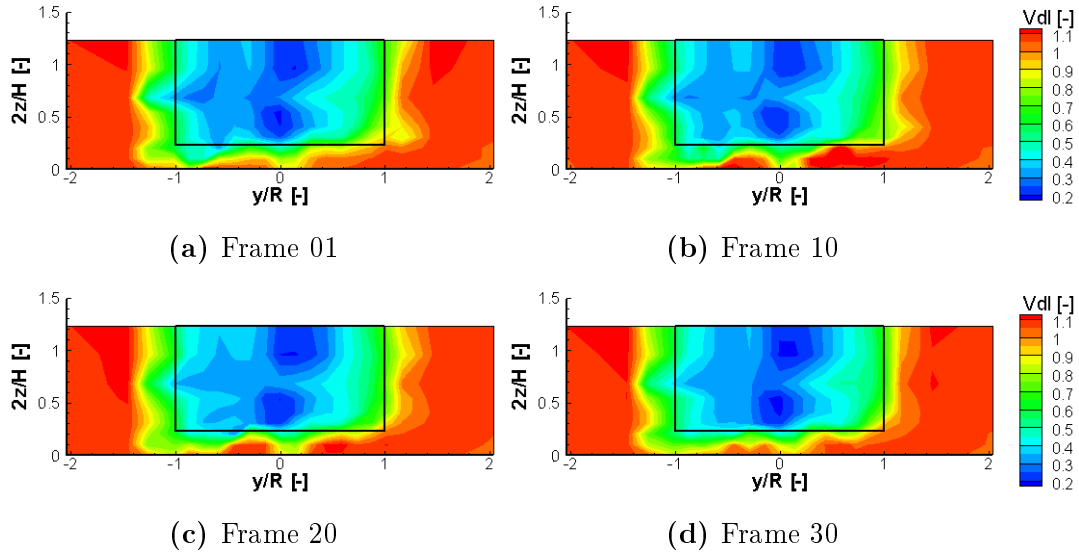 1.5
1
0.5
0
2z/H [-]
-2 -1 0 1 2
y/R [-]
(a) Frame 01
1.5
1
0.5
0
2z/H [-]
-2 -1 0 1 2
y/R [-]
(b) Frame 10
Vdl [-]
1.1
1
0.9
0.8
0.7
0.6
0.5
0.4
0.3
0.2
1.5
1
0.5
0
2z/H [-]
-2 -1 0 1 2
y/R [-]
(c) Frame 20
1.5
1
0.5
0
2z/H [-]
-2 -1 0 1 2
y/R [-]
(d) Frame 30
Vdl [-]
1.1
1
0.9
0.8
0.7
0.6
0.5
0.4
0.3
0.2